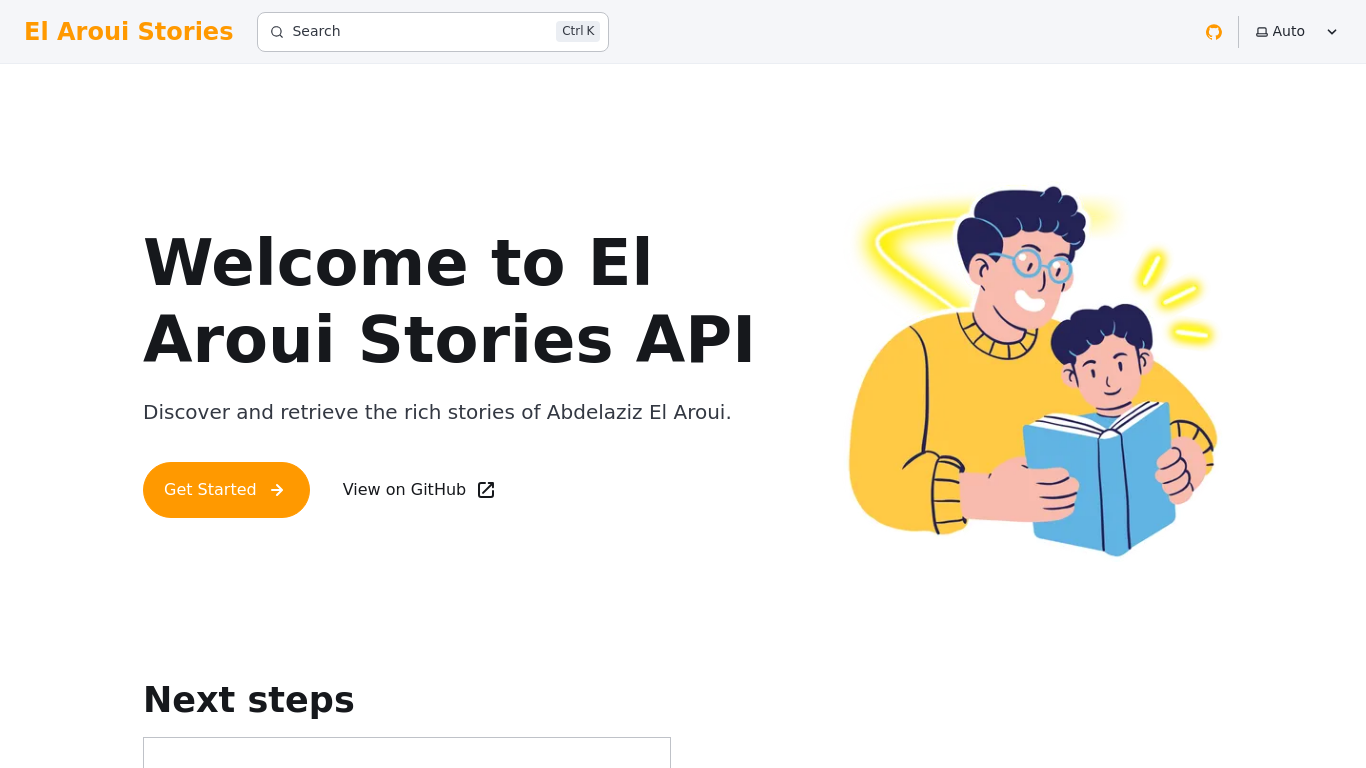 El Aroui Stories
Search
Ctrl K
Auto
Welcome to El
Aroui Stories API
Discover and retrieve the rich stories of Abdelaziz El Aroui.
Get Started
View on GitHub
Next steps